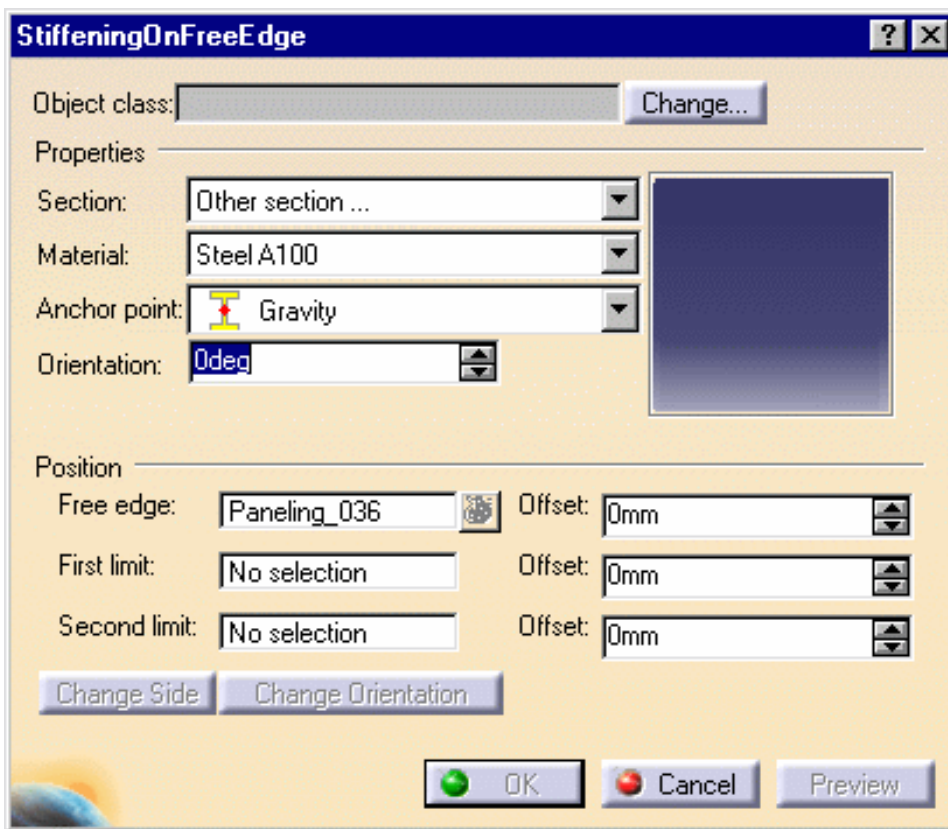 StiffeningOnFreeEdge ? X
Object class: Change...
Properties
Section: Other section ...
Material: Steel A100
Anchor point: Gravity
Orientation: 0deg
Position
Free edge: Paneling_036 Offset: 0mm
First limit: No selection Offset: 0mm
Second limit: No selection Offset: 0mm
Change Side Change Orientation
OK Cancel Preview